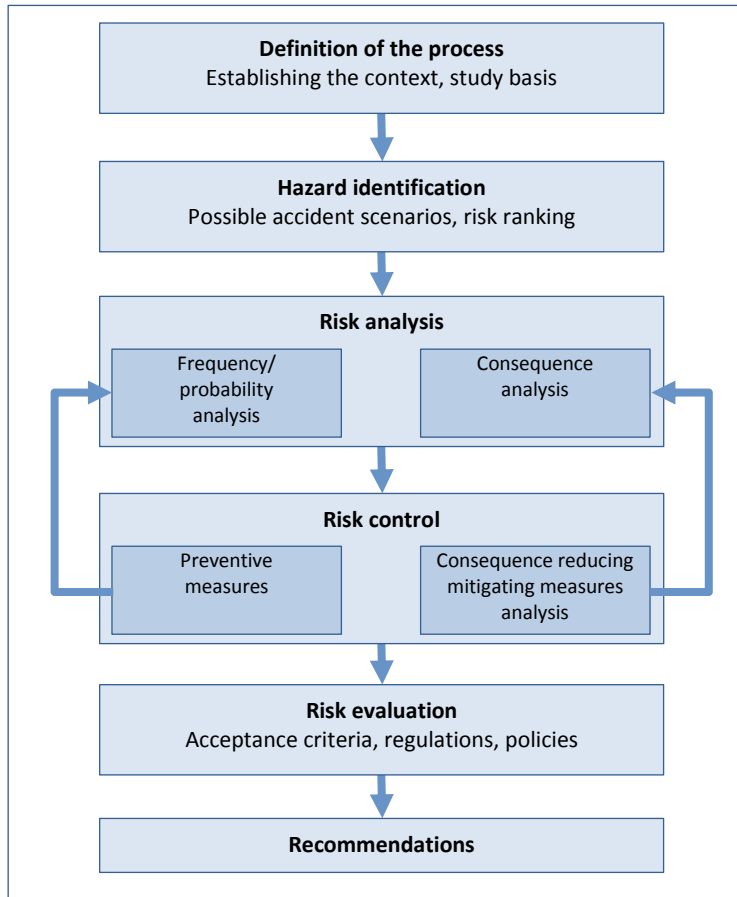 Definition of the process
Establishing the context, study basis
Hazard identification
Possible accident scenarios, risk ranking
Risk analysis
Frequency/
probability
analysis
Consequence
analysis
Risk control
Preventive
measures
Consequence reducing
mitigating measures
analysis
Risk evaluation
Acceptance criteria, regulations, policies
Recommendations